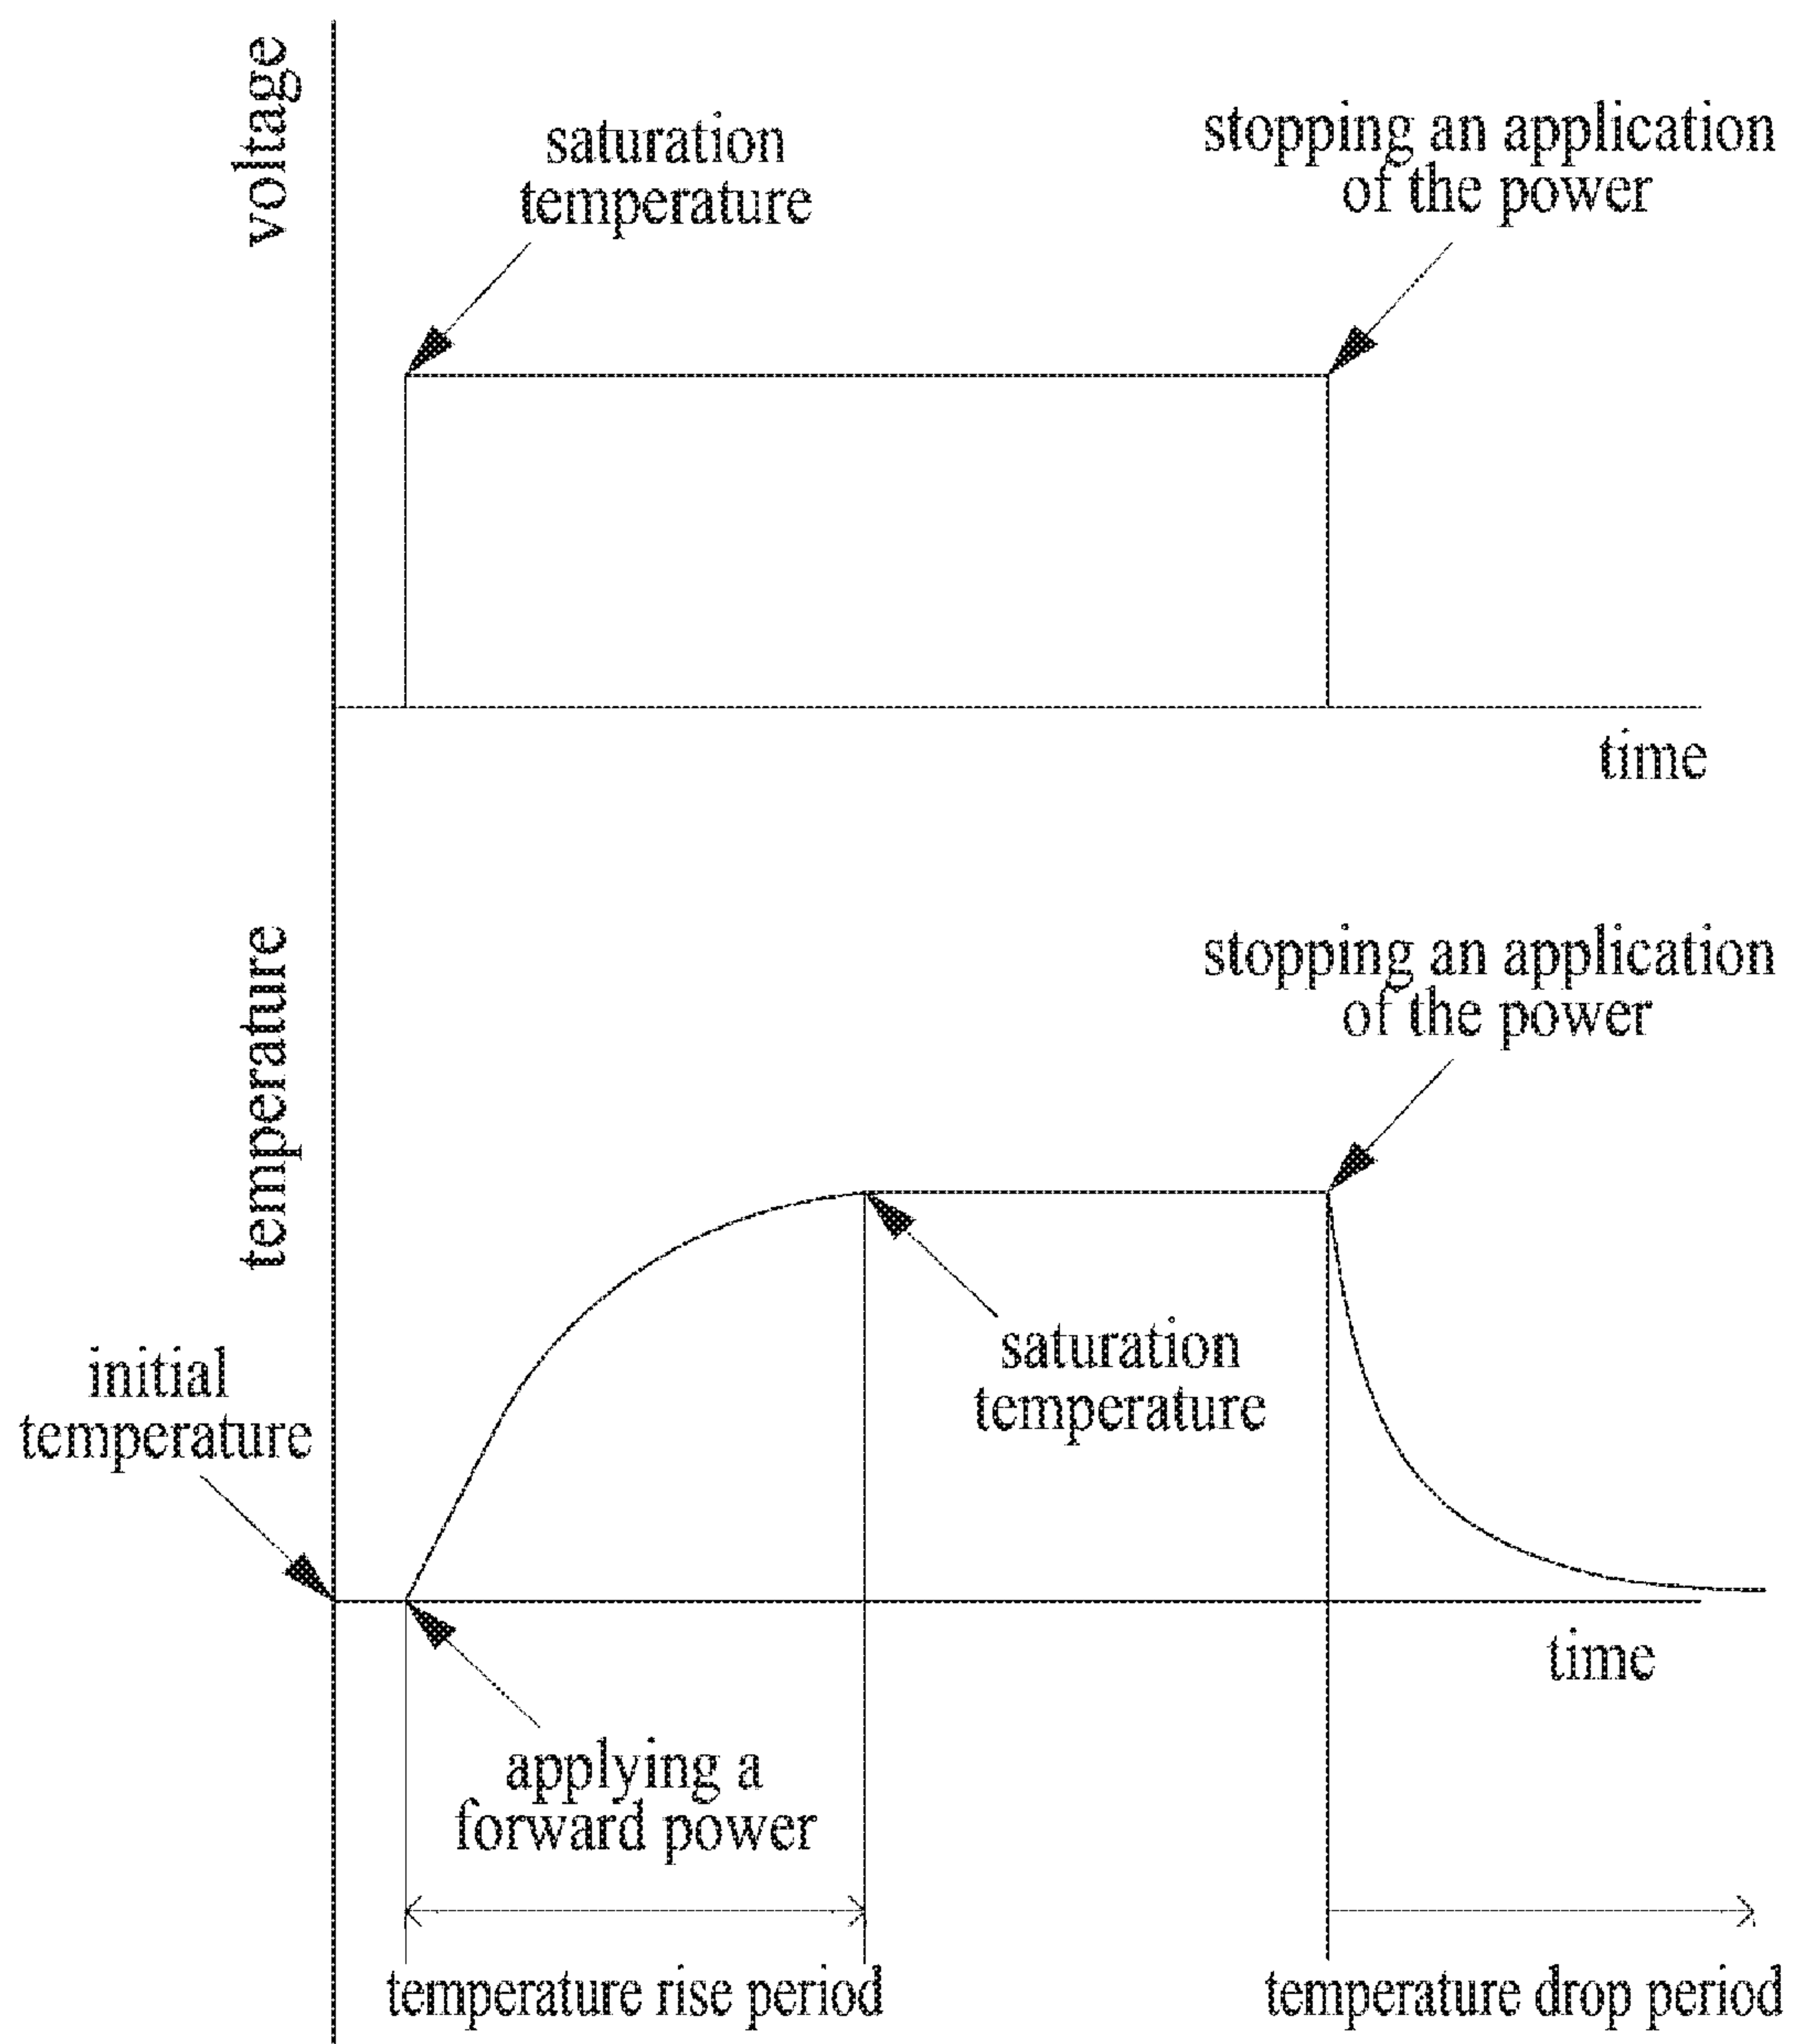 voltage
saturation
temperature
stopping an application
of the power
time
temperature
stopping an application
of the power
saturation
temperature
initial
temperature
time
applying a
forward power
temperature rise period
temperature drop period